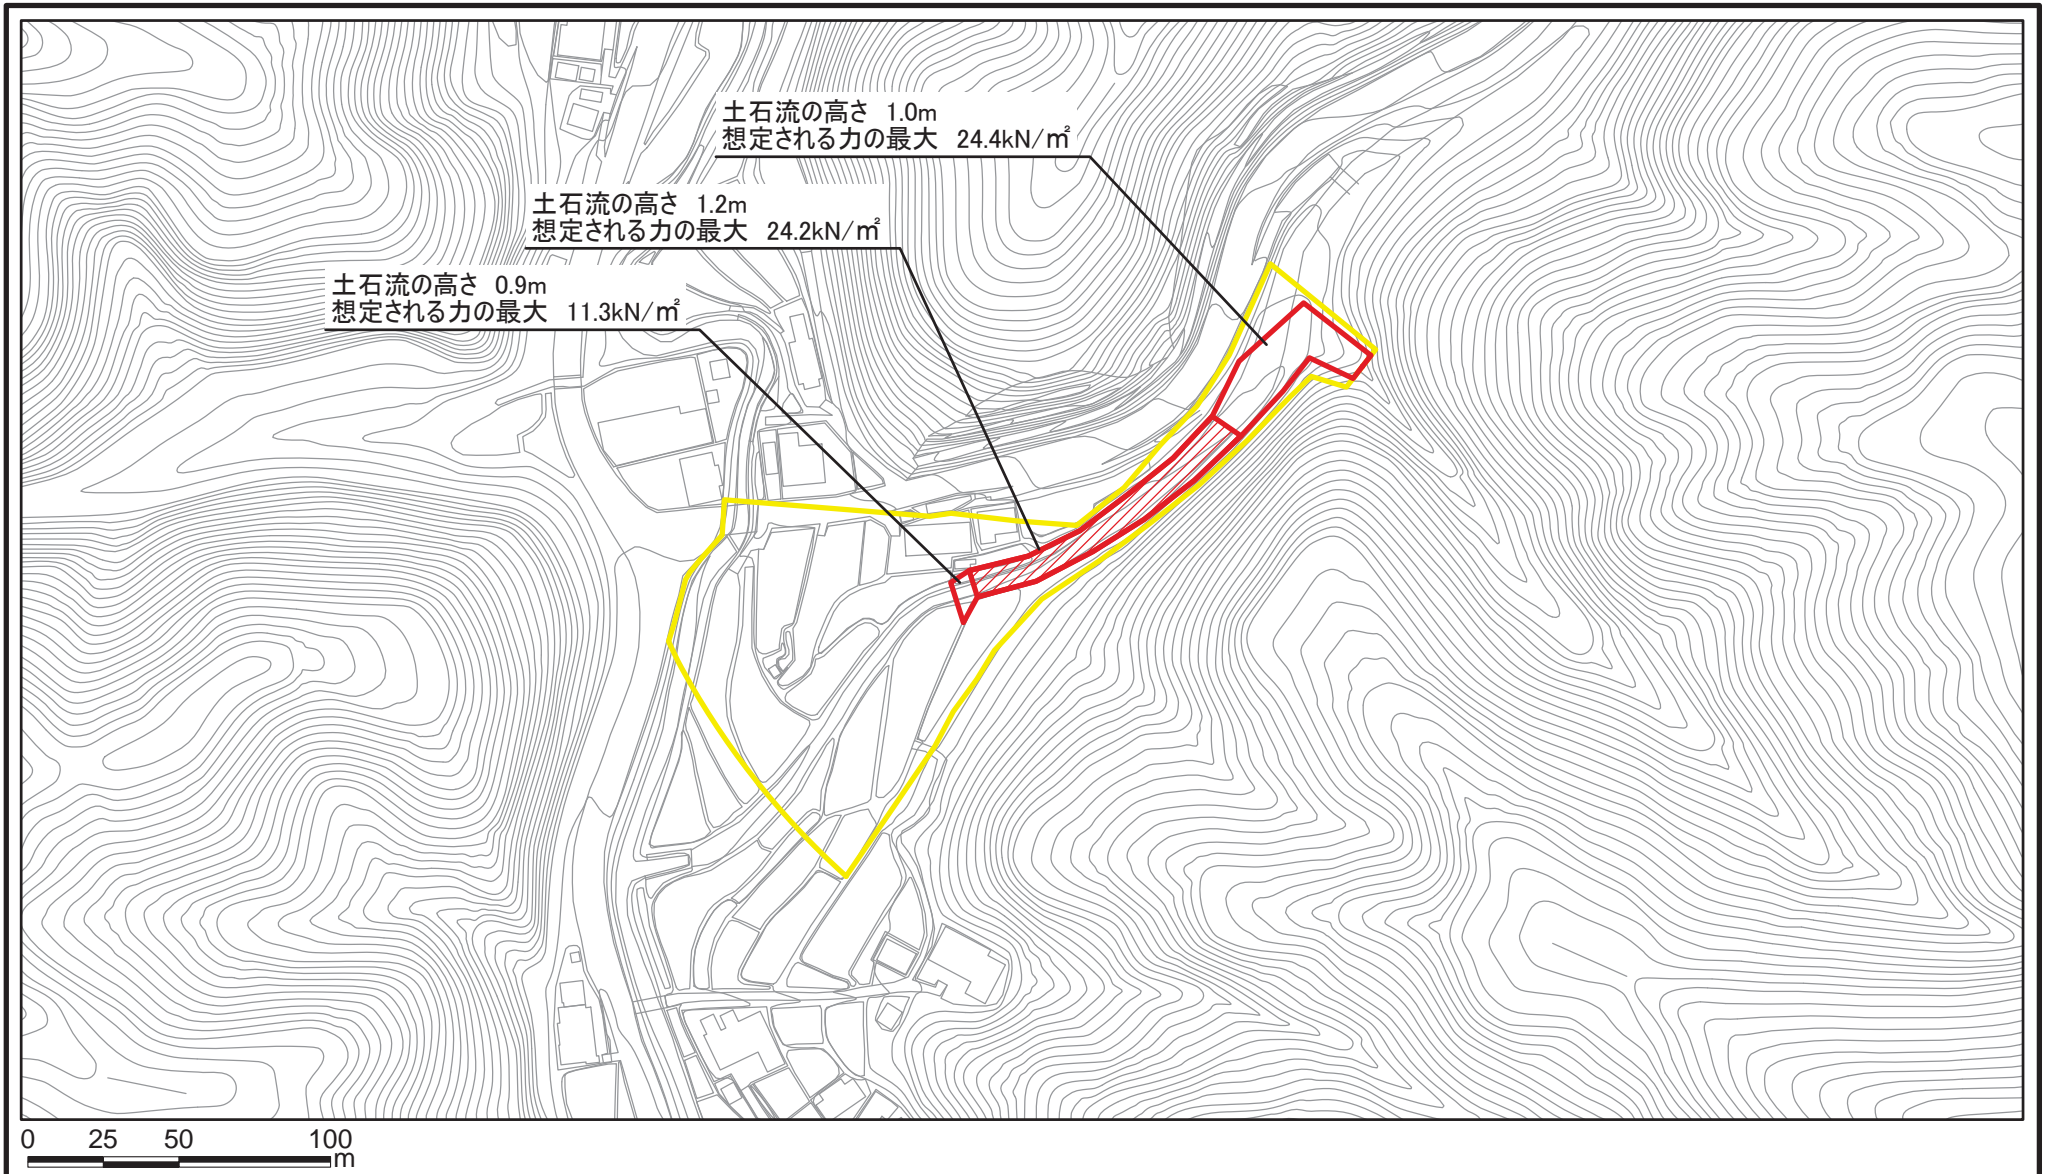 土石流の高さ 1.0m
想定される力の最大 24.4kN/㎡
土石流の高さ 1.2m
想定される力の最大 24.2kN/㎡
土石流の高さ 0.9m
想定される力の最大 11.3kN/㎡
0 25 50 100
m